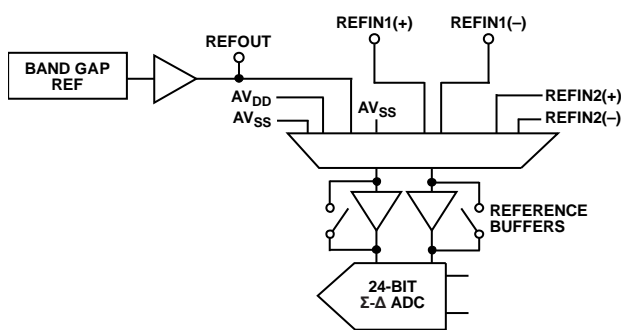 REFIN1(+)
REFIN1(–)
REFOUT
BAND GAP
REF
AVDD
AVSS
AVSS
REFIN2(+)
REFIN2(–)
REFERENCE
BUFFERS
24-BIT
Σ-Δ ADC